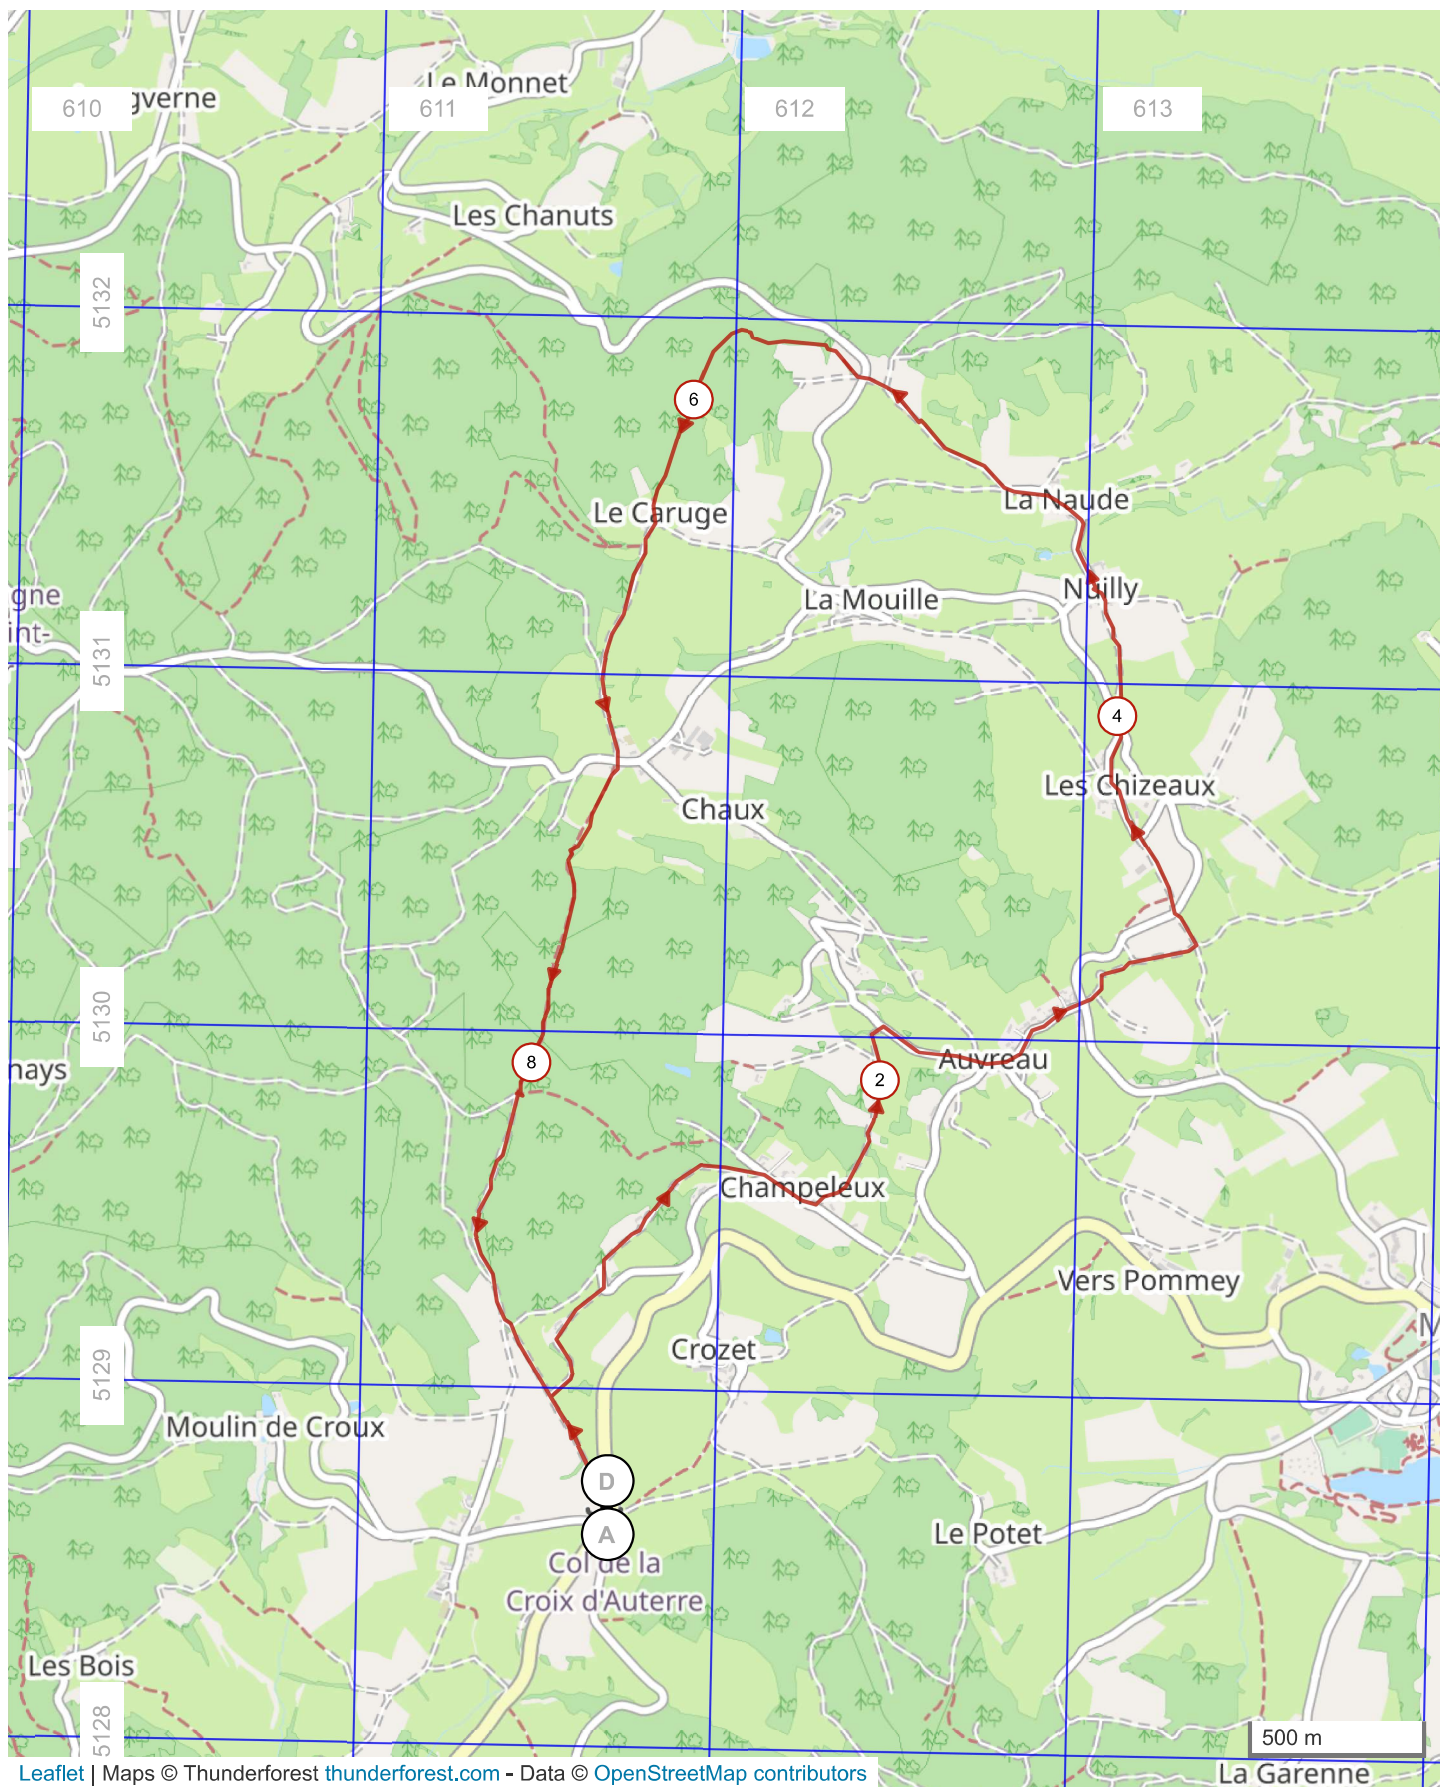 Le Monnet
gverne
610
611
612
613
Les Chanuts
5132
6
La Naude
Le Caruge
Nuilly
gne
La Mouille
int-
5131
4
Les Chizeaux
Chaux
5130
8
Auvreau
nays
2
Champeleux
Vers Pommey
M
Crozet
5129
Moulin de Croux
D
A
Le Potet
Col de la
Croix d'Auterre
Les Bois
5128
500 m
La Garenne
Leaflet | Maps © Thunderforest thunderforest.com - Data © OpenStreetMap contributors